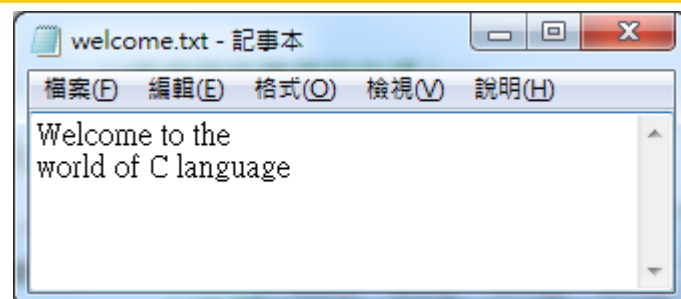 welcome.txt - 記事本
檔案(F) 編輯(E) 格式(O) 檢視(V) 說明(H)
Welcome to the
world of C language